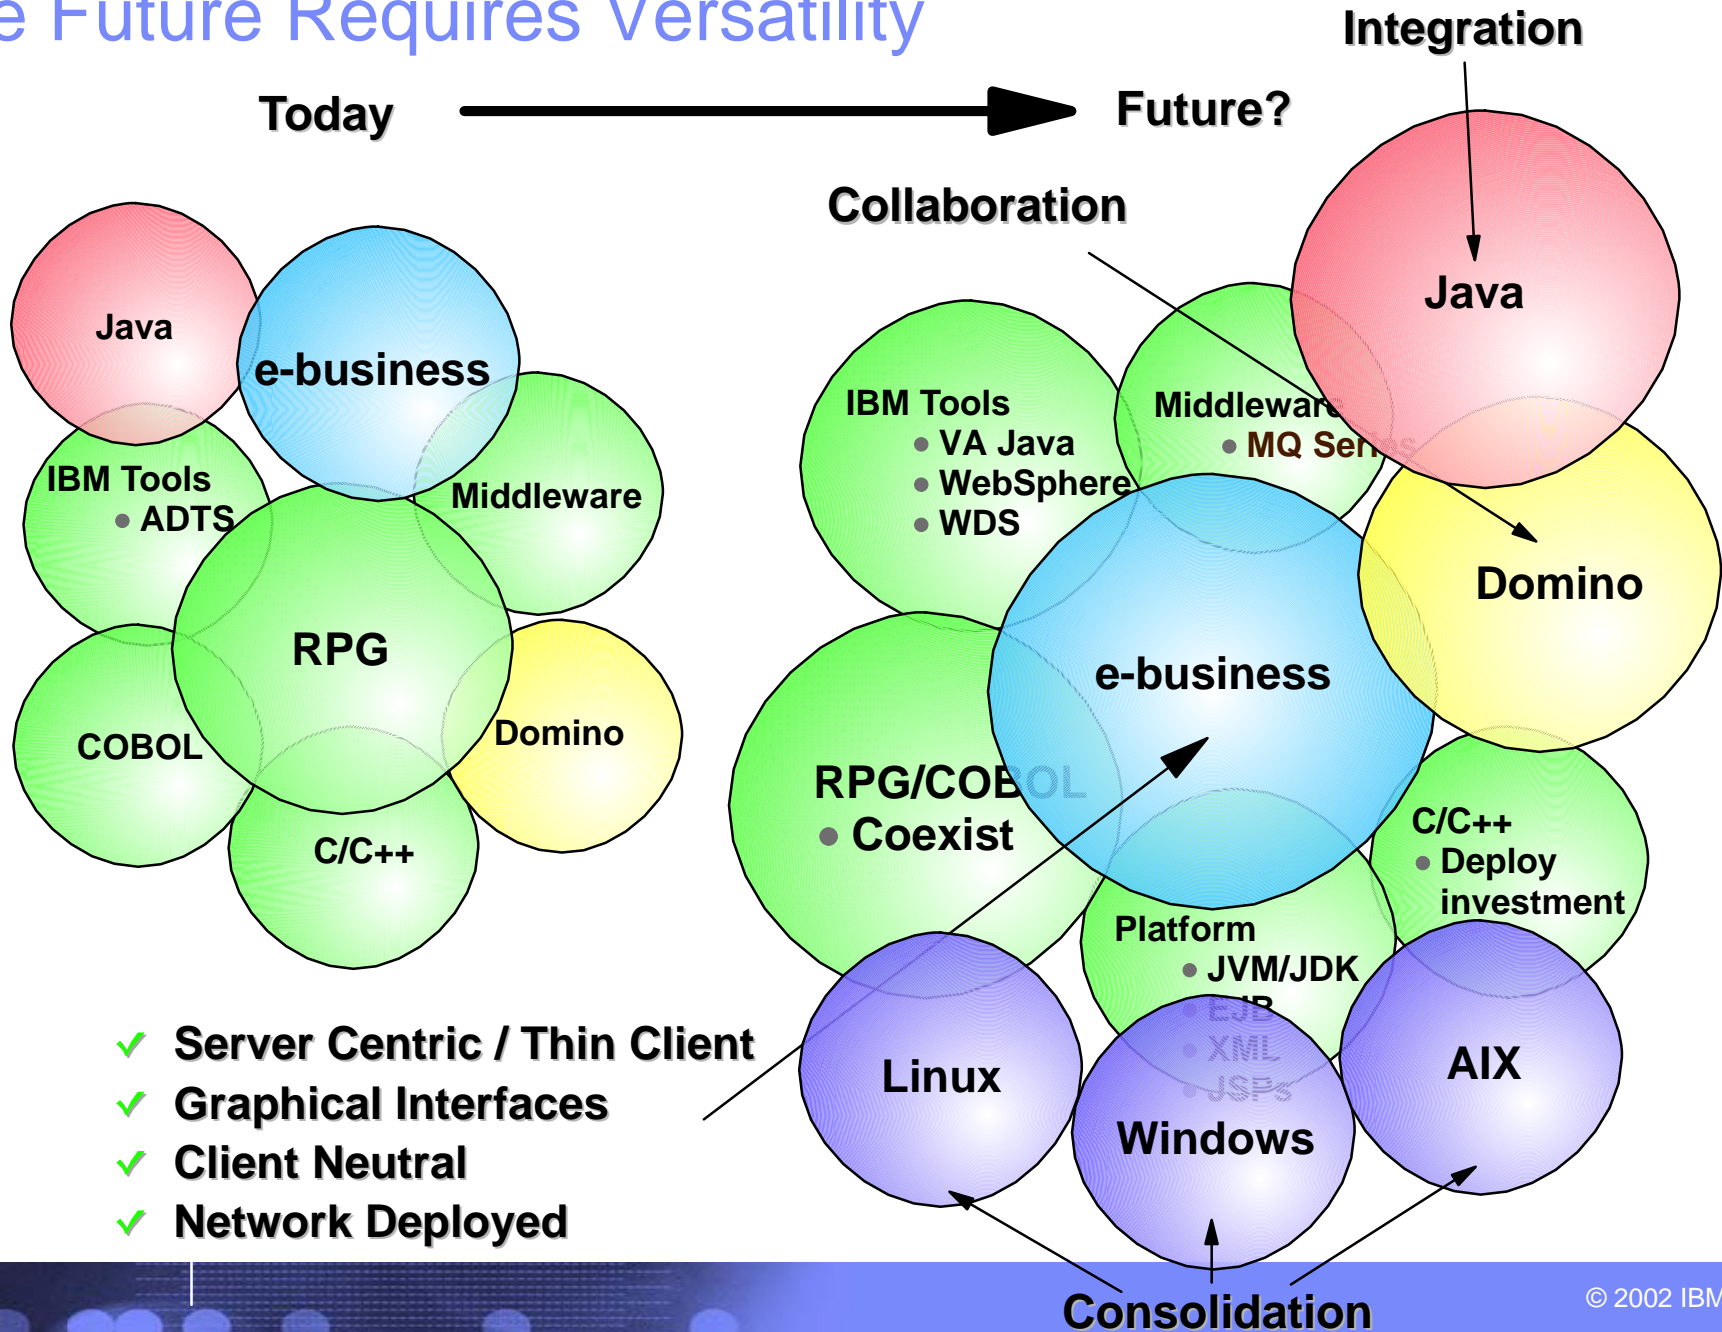 e Future Requires Versatility
Integration
Today
Future?
Collaboration
Java
e-business
IBM Tools
• ADTS
Middleware
RPG
COBOL
Domino
C/C++
Java
IBM Tools
• VA Java
• WebSphere
• WDS
Middleware
• MQ Series
Domino
e-business
RPG/COBOL
• Coexist
C/C++
• Deploy
investment
Platform
• JVM/JDK
• EJB
• XML
• JSPs
Linux
Windows
AIX
✓ Server Centric / Thin Client
✓ Graphical Interfaces
✓ Client Neutral
✓ Network Deployed
Consolidation
© 2002 IBM